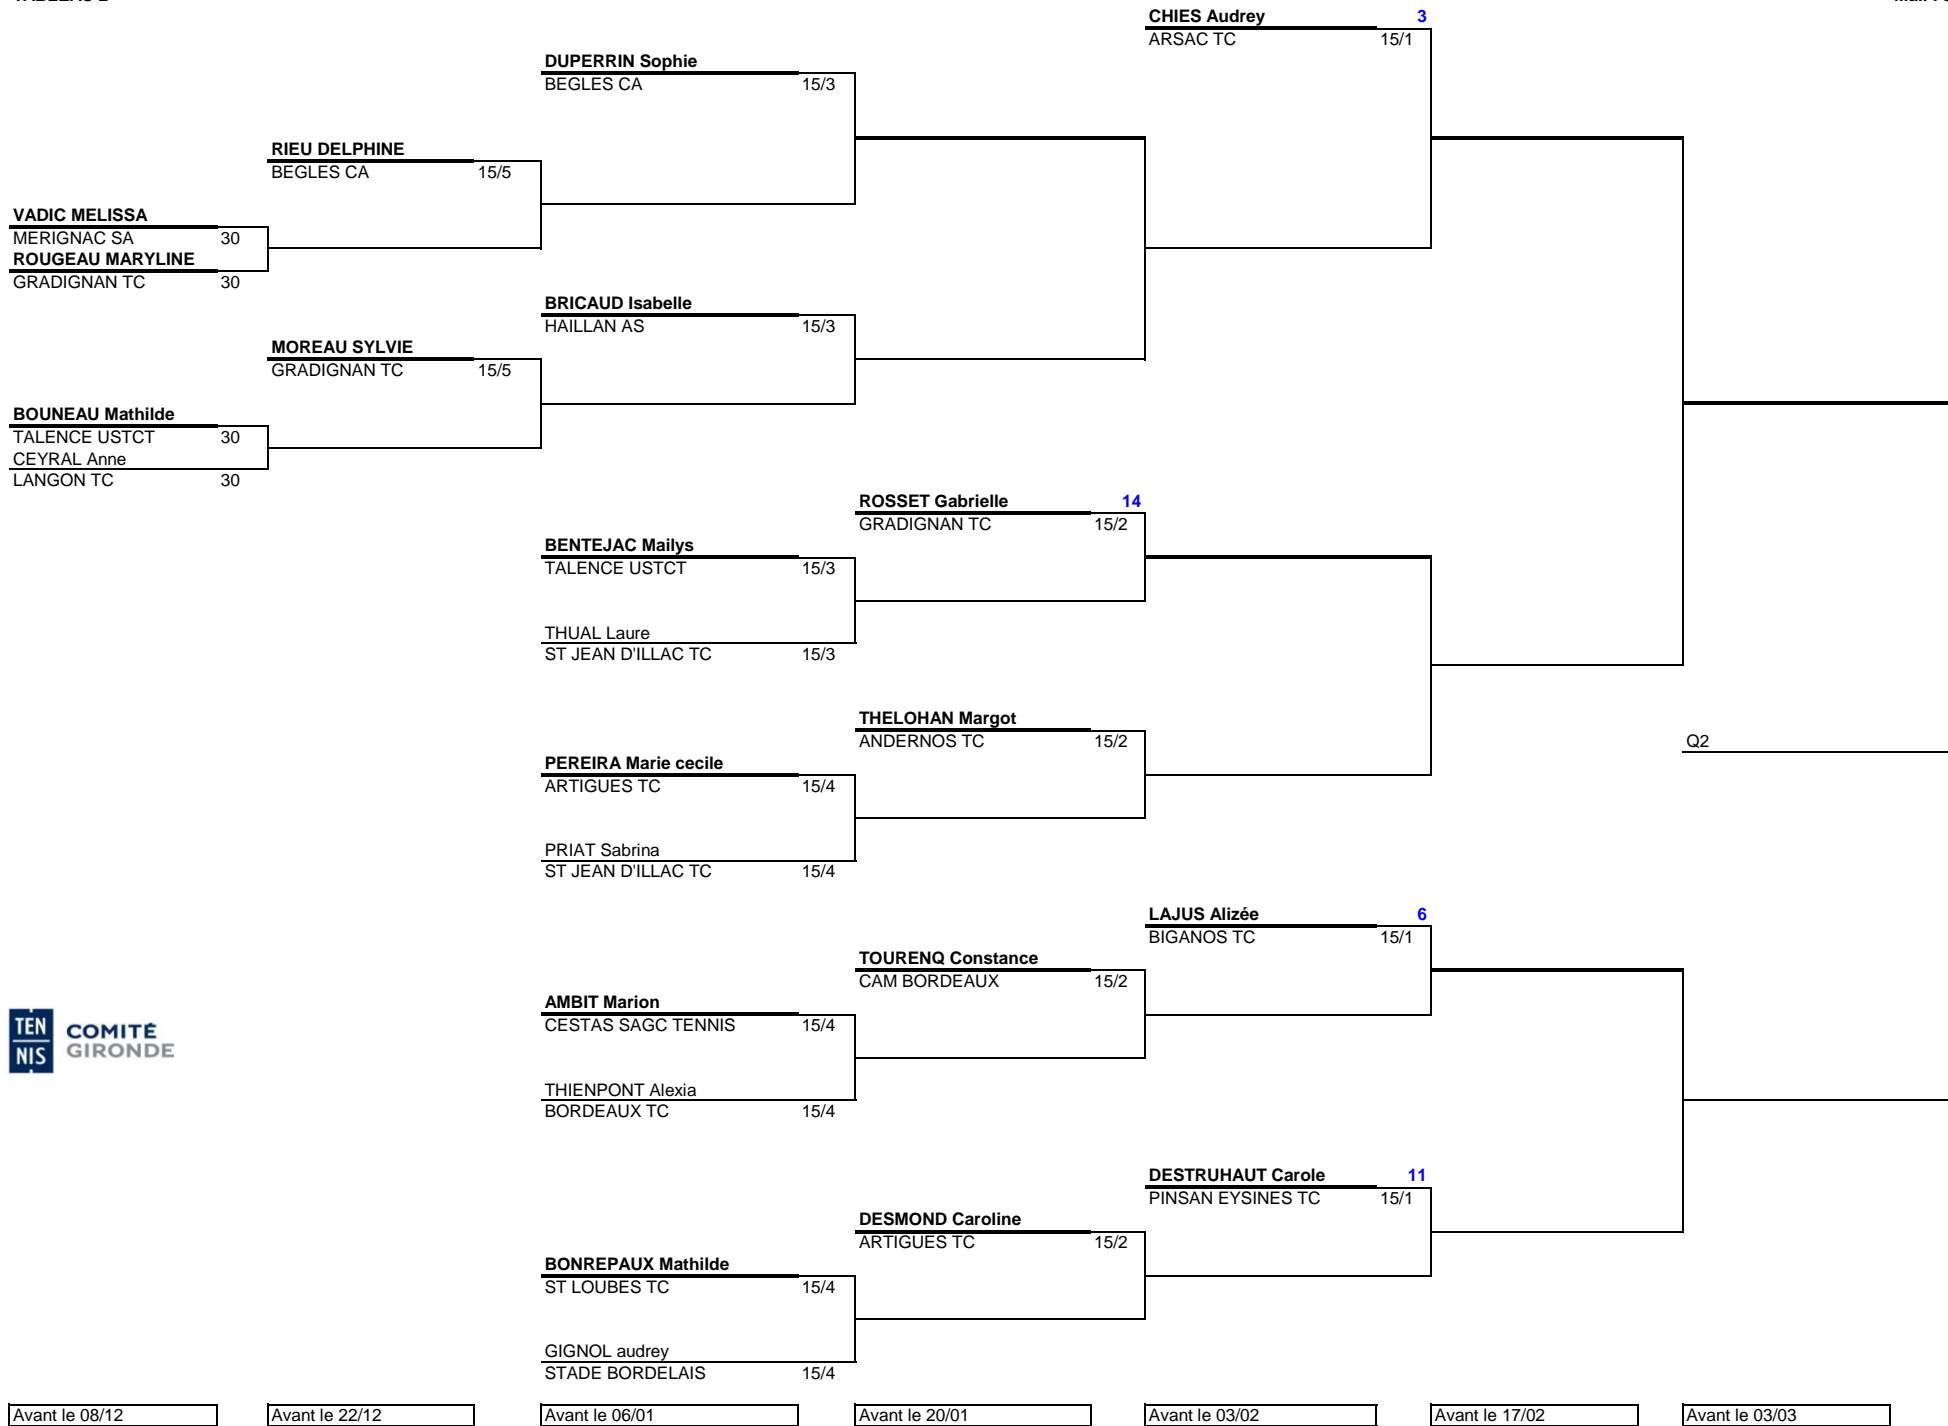 CHIES Audrey 3
ARSAC TC 15/1
DUPERRIN Sophie
BEGLES CA 15/3
RIEU DELPHINE
BEGLES CA 15/5
VADIC MELISSA
MERIGNAC SA 30
ROUGEAU MARYLINE
GRADIGNAN TC 30
BRICAUD Isabelle
HAILLAN AS 15/3
MOREAU SYLVIE
GRADIGNAN TC 15/5
BOUNEAU Mathilde
TALENCE USTCT 30
CEYRAL Anne
LANGON TC 30
ROSSET Gabrielle 14
GRADIGNAN TC 15/2
BENTEJAC Mailys
TALENCE USTCT 15/3
THUAL Laure
ST JEAN D'ILLAC TC 15/3
THELOHAN Margot
ANDERNOS TC 15/2
Q2
PEREIRA Marie cecile
ARTIGUES TC 15/4
PRIAT Sabrina
ST JEAN D'ILLAC TC 15/4
LAJUS Alizée 6
BIGANOS TC 15/1
TOURENQ Constance
CAM BORDEAUX 15/2
AMBIT Marion
CESTAS SAGC TENNIS 15/4
TEN
NIS
COMITÉ
GIRONDE
THIENPONT Alexia
BORDEAUX TC 15/4
DESTRUHAUT Carole 11
PINSAN EYSINES TC 15/1
DESMOND Caroline
ARTIGUES TC 15/2
BONREPAUX Mathilde
ST LOUBES TC 15/4
GIGNOL audrey
STADE BORDELAIS 15/4
Avant le 08/12 Avant le 22/12 Avant le 06/01 Avant le 20/01 Avant le 03/02 Avant le 17/02 Avant le 03/03